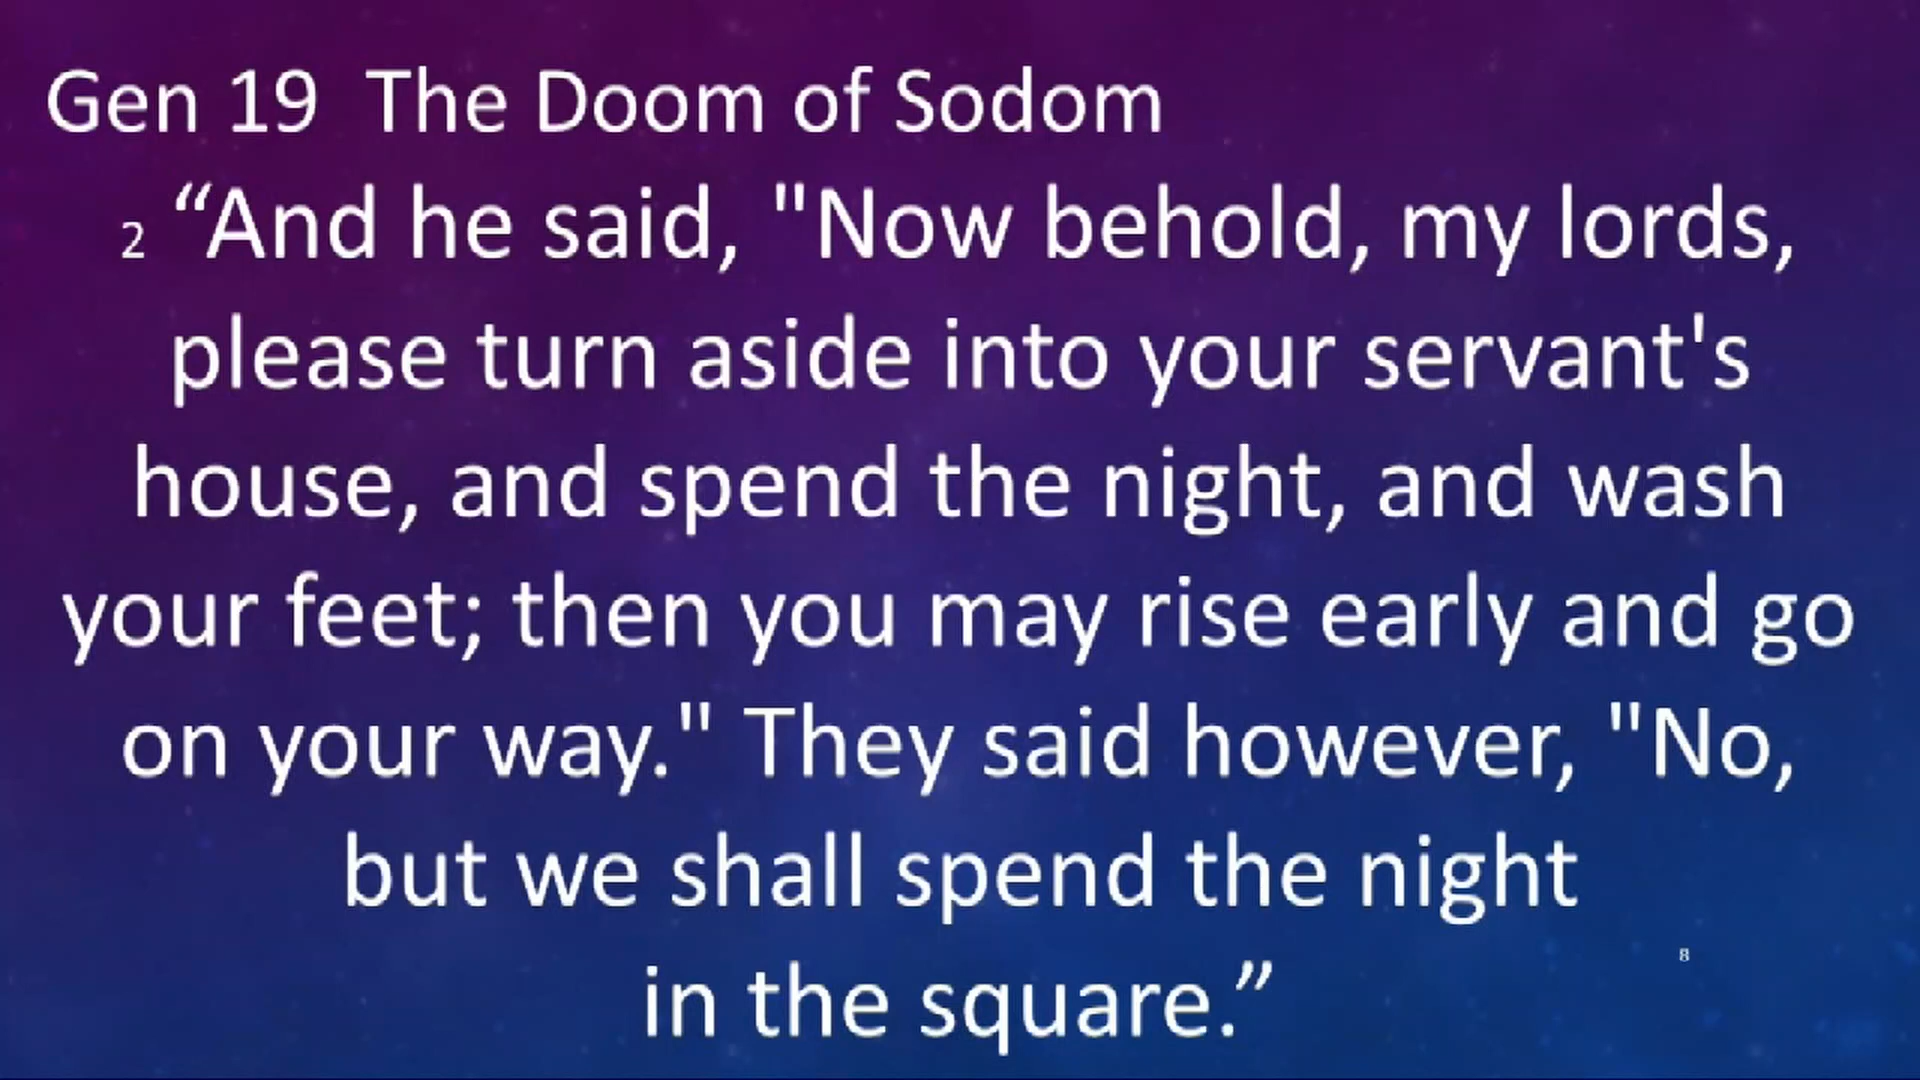 Gen 19  The Doom of Sodom
2 “And he said, "Now behold, my lords,
please turn aside into your servant's
house, and spend the night, and wash
your feet; then you may rise early and go
on your way." They said however, "No,
but we shall spend the night
in the square.”
8